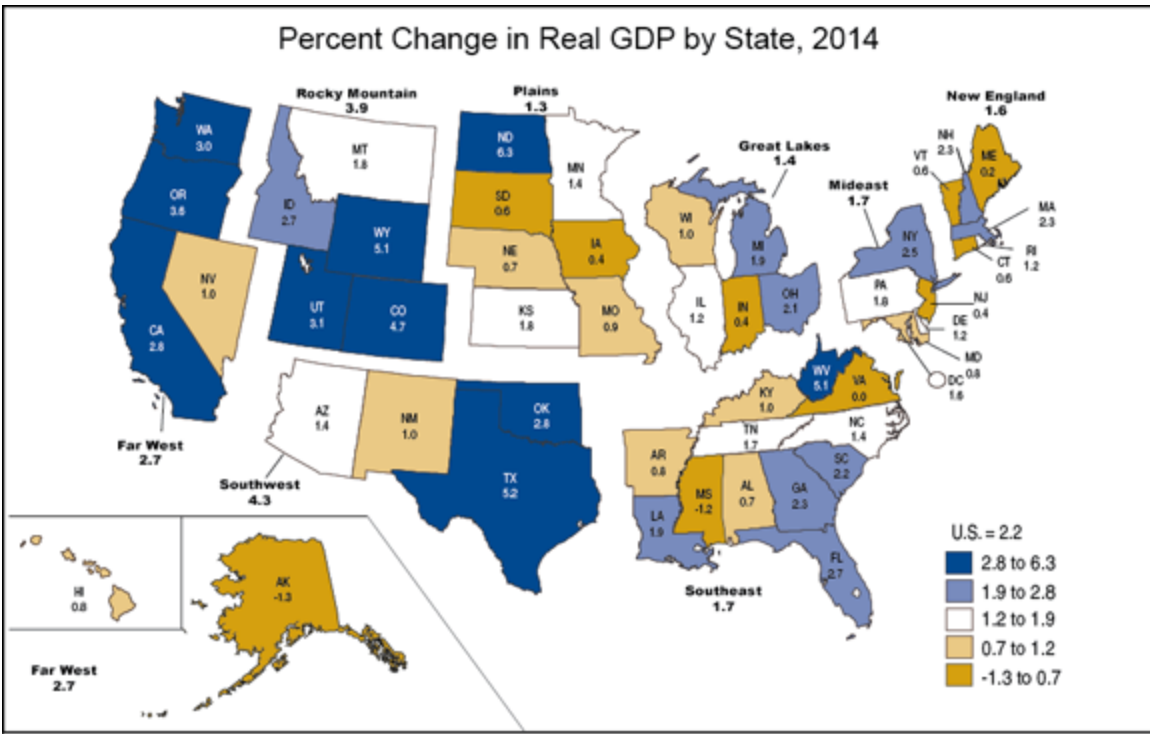 Percent Change in Real GDP by State, 2014
Rocky Mountain
3.9
Plains
1.3
New England
1.6
Great Lakes
1.4
Mideast
1.7
WA
3.0
OR
3.6
CA
2.8
NV
1.0
ID
2.7
MT
1.8
WY
5.1
UT
3.1
CO
4.7
ND
6.3
SD
0.6
NE
0.7
KS
1.8
MN
1.4
IA
0.4
MO
0.9
WI
1.0
IL
1.2
MI
1.9
IN
0.4
OH
2.1
NY
2.5
PA
1.8
VT
0.6
NH
2.3
ME
0.2
MA
2.3
RI
1.2
CT
0.6
NJ
0.4
DE
1.2
MD
0.8
DC
1.6
AZ
1.4
NM
1.0
OK
2.8
TX
5.2
AR
0.8
LA
1.9
MS
-1.2
AL
0.7
GA
2.3
FL
2.7
SC
2.2
NC
1.4
TN
1.7
KY
1.0
WV
5.1
VA
0.0
Far West
2.7
Southwest
4.3
Southeast
1.7
HI
0.8
AK
-1.3
Far West
2.7
U.S. = 2.2
2.8 to 6.3
1.9 to 2.8
1.2 to 1.9
0.7 to 1.2
-1.3 to 0.7